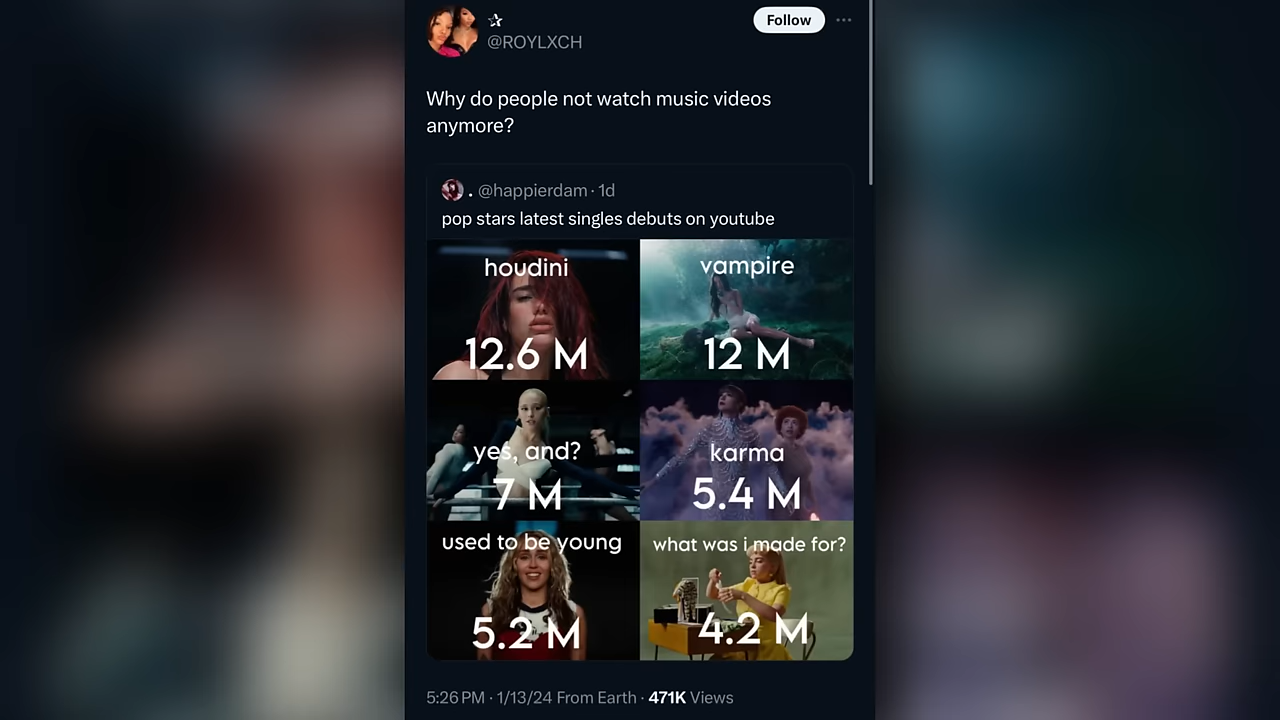 Follow
@ROYLXCH
Why do people not watch music videos
anymore?
. @happierdam · 1d
pop stars latest singles debuts on youtube
houdini
12.6 M
vampire
12 M
yes, and?
7 M
karma
5.4 M
used to be young
5.2 M
what was i made for?
4.2 M
5:26 PM · 1/13/24 From Earth · 471K Views